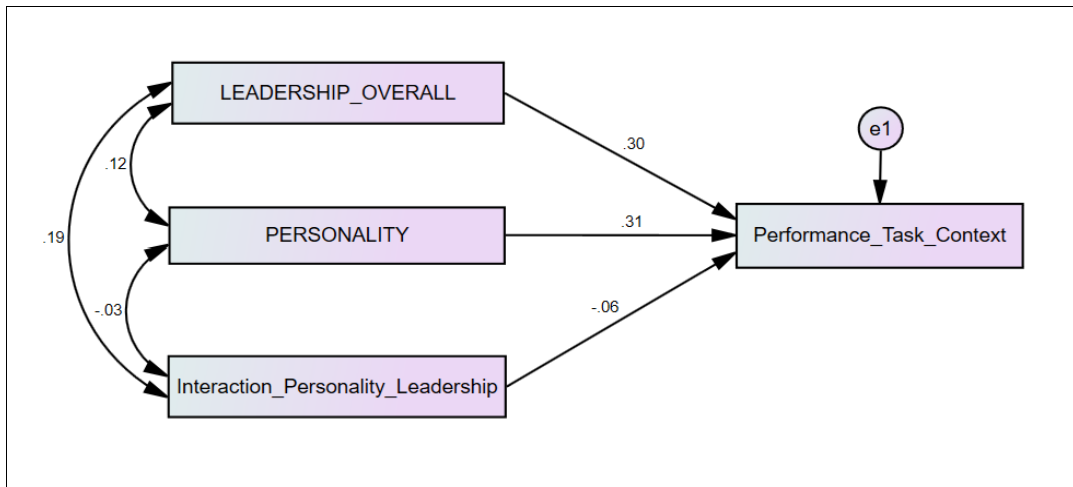 LEADERSHIP_OVERALL
e1
.30
.12
.19
PERSONALITY
.31
Performance_Task_Context
-.03
-.06
Interaction_Personality_Leadership